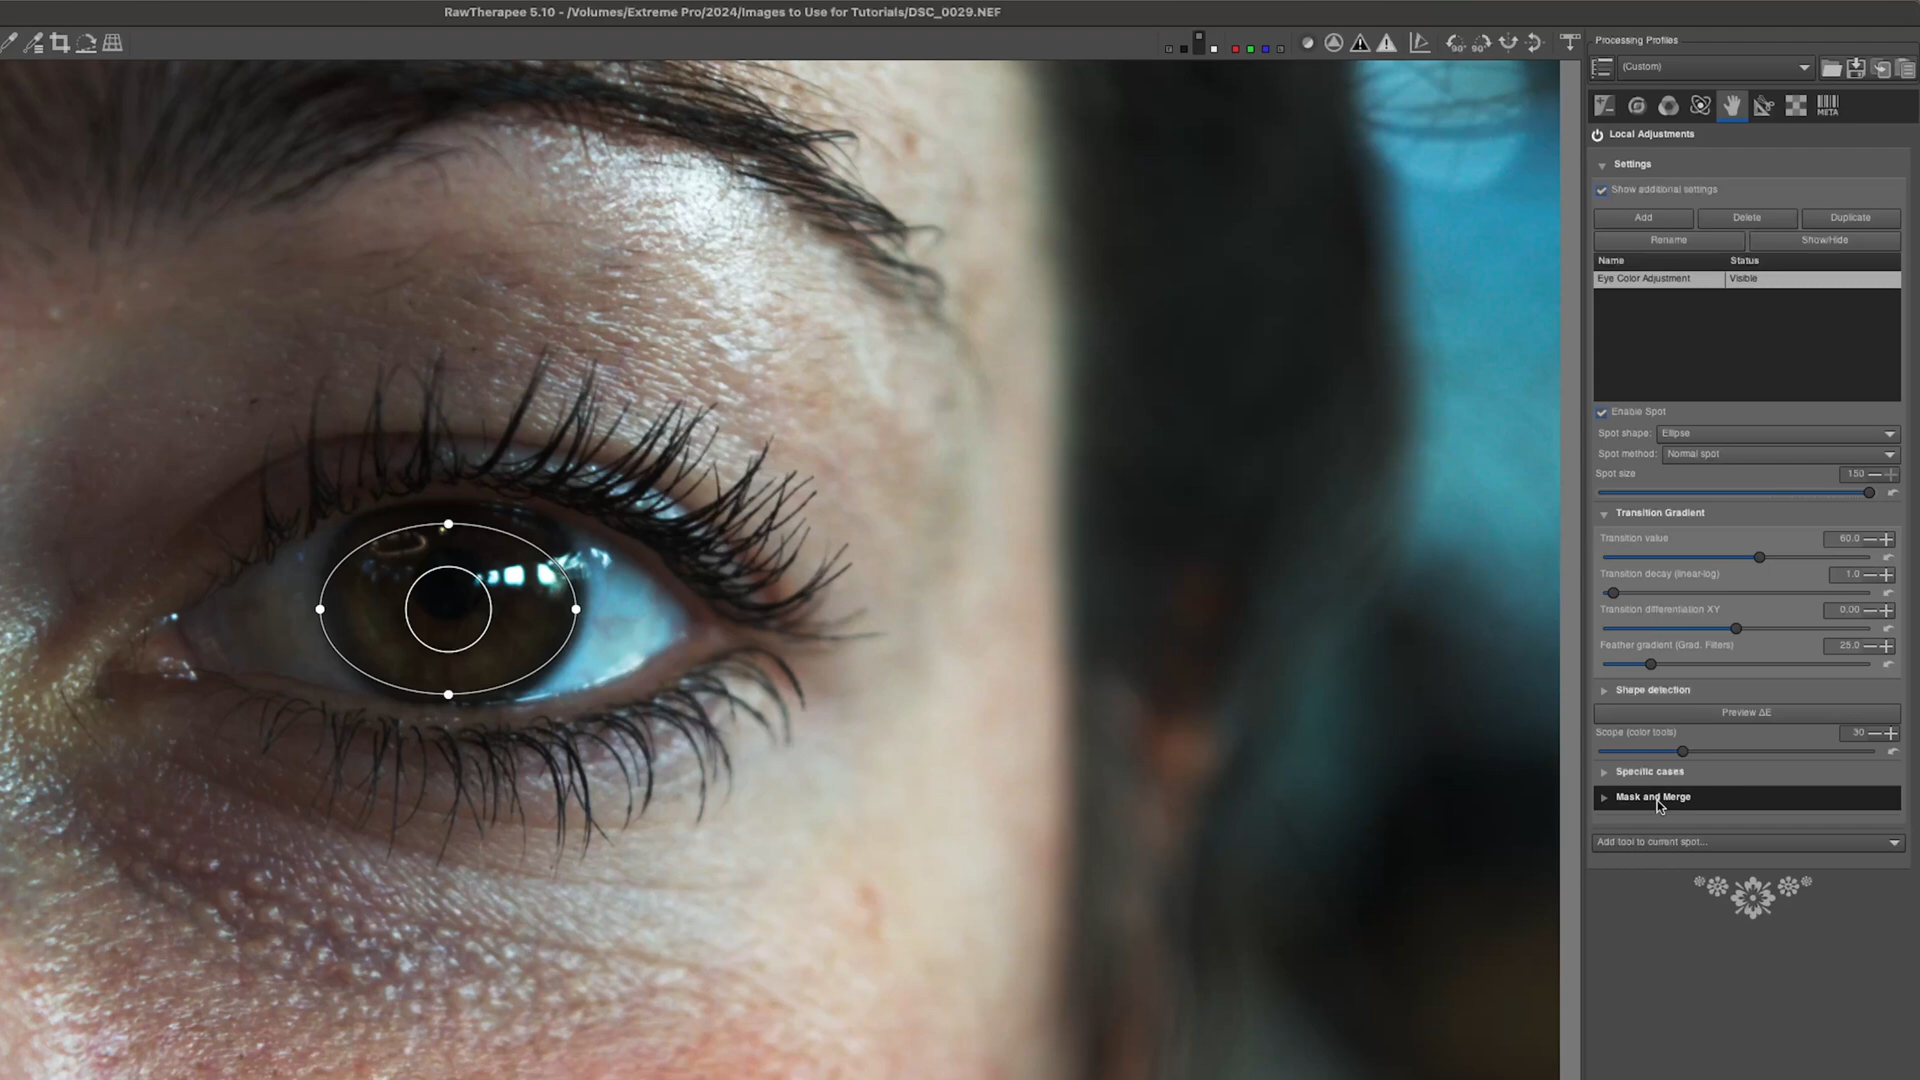 RawTherapee 5.10 - /Volumes/Extreme Pro/2024/Images to Use for Tutorials/DSC_0029.NEF
Processing Profiles
(Custom)
META
Local Adjustments
Settings
Show additional settings
Add Delete Duplicate
Rename Show/Hide
Name Status
Eye Color Adjustment Visible
Enable Spot
Spot shape: Ellipse
Spot method: Normal spot
Spot size 150
Transition Gradient
Transition value 60.0
Transition decay (linear-log) 1.0
Transition differentiation XY 0.00
Feather gradient (Grad. Filters) 25.0
Shape detection
Preview ΔE
Scope (color tools) 30
Specific cases
Mask and Merge
Add tool to current spot...